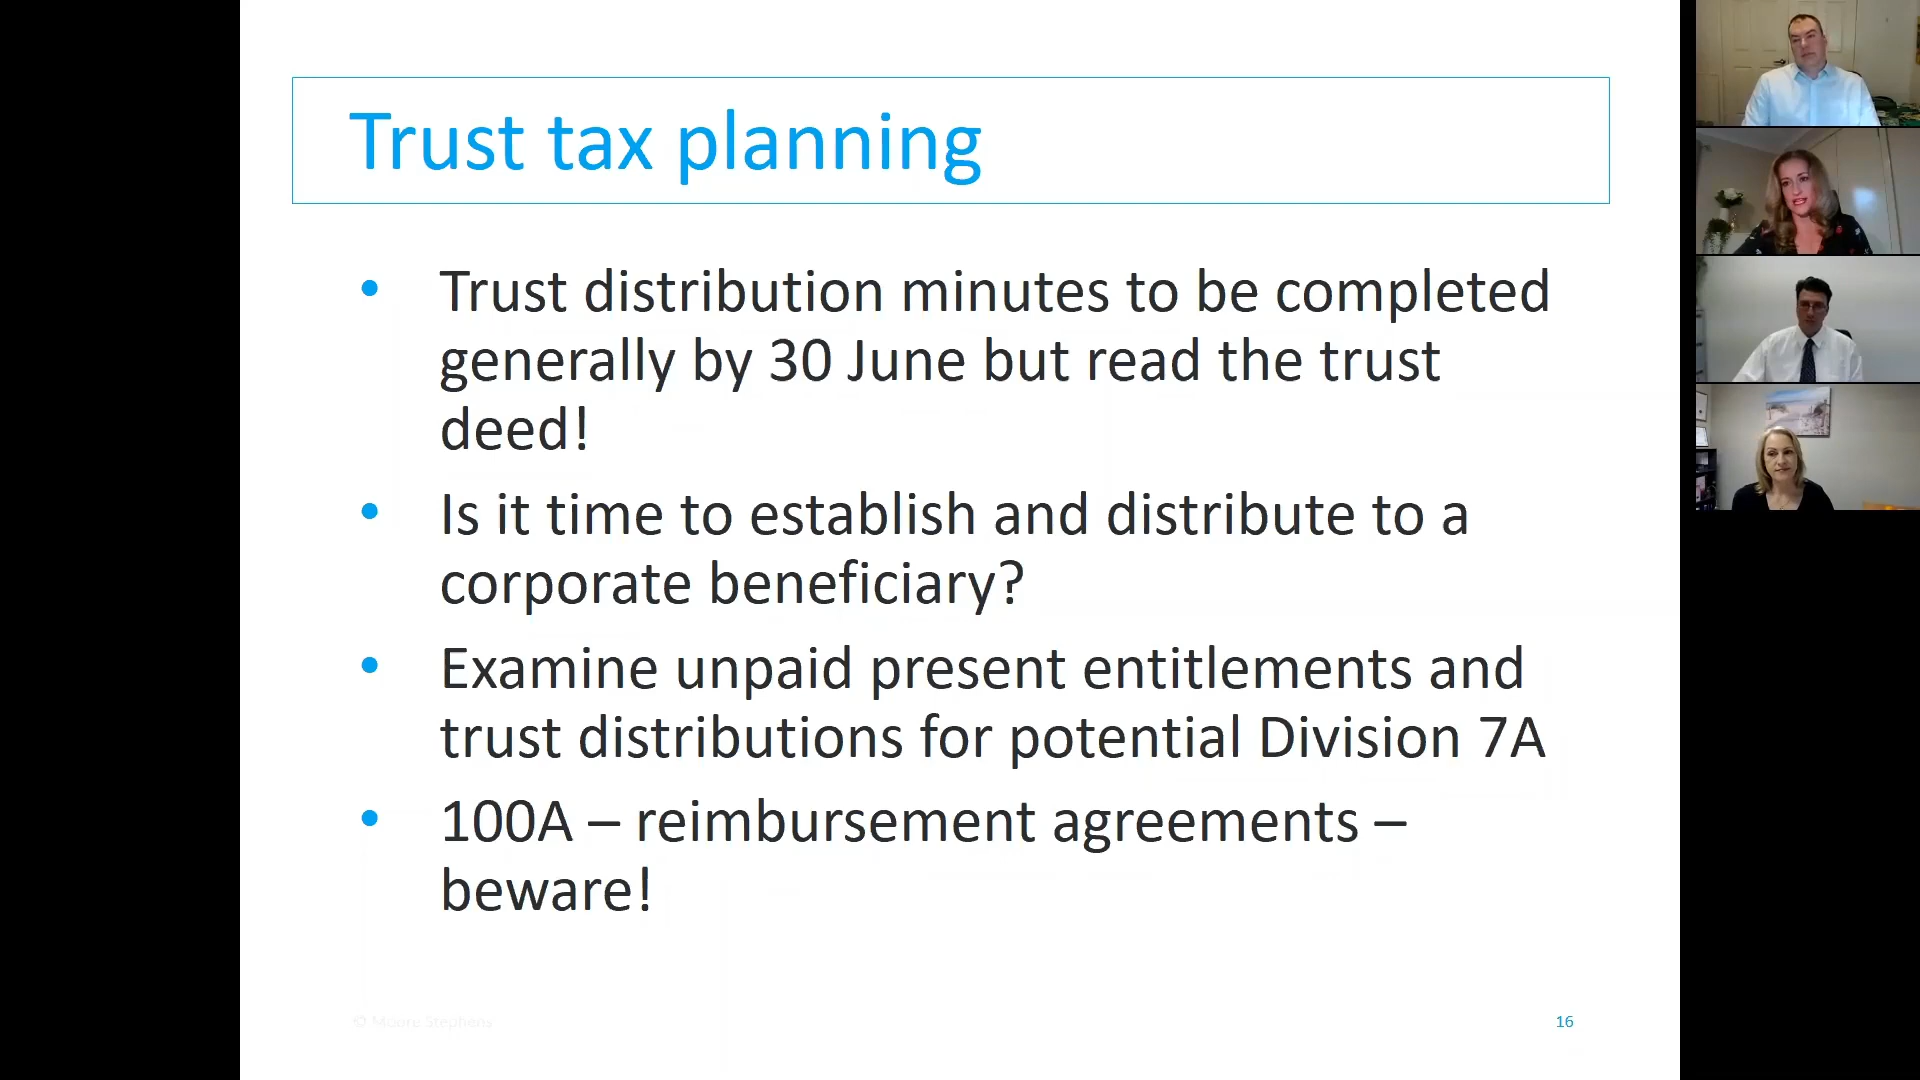 Trust tax planning
• Trust distribution minutes to be completed
generally by 30 June but read the trust
deed!
• Is it time to establish and distribute to a
corporate beneficiary?
• Examine unpaid present entitlements and
trust distributions for potential Division 7A
• 100A – reimbursement agreements –
beware!
© Moore Stephens
16